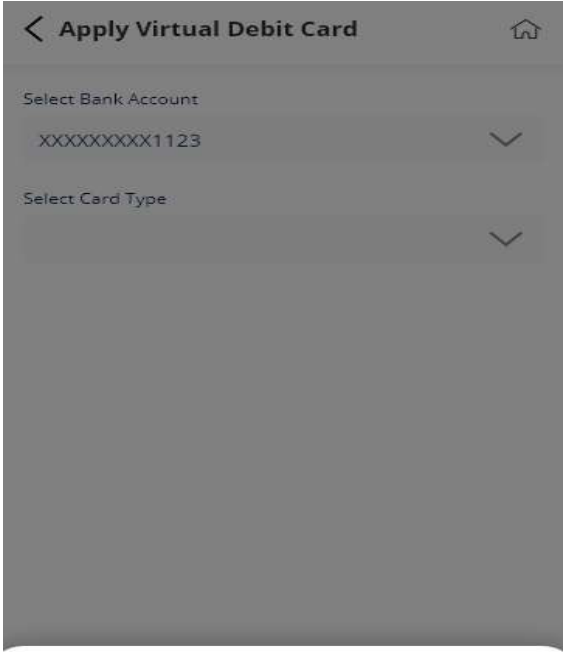 Apply Virtual Debit Card
Select Bank Account
XXXXXXXXX1123
Select Card Type